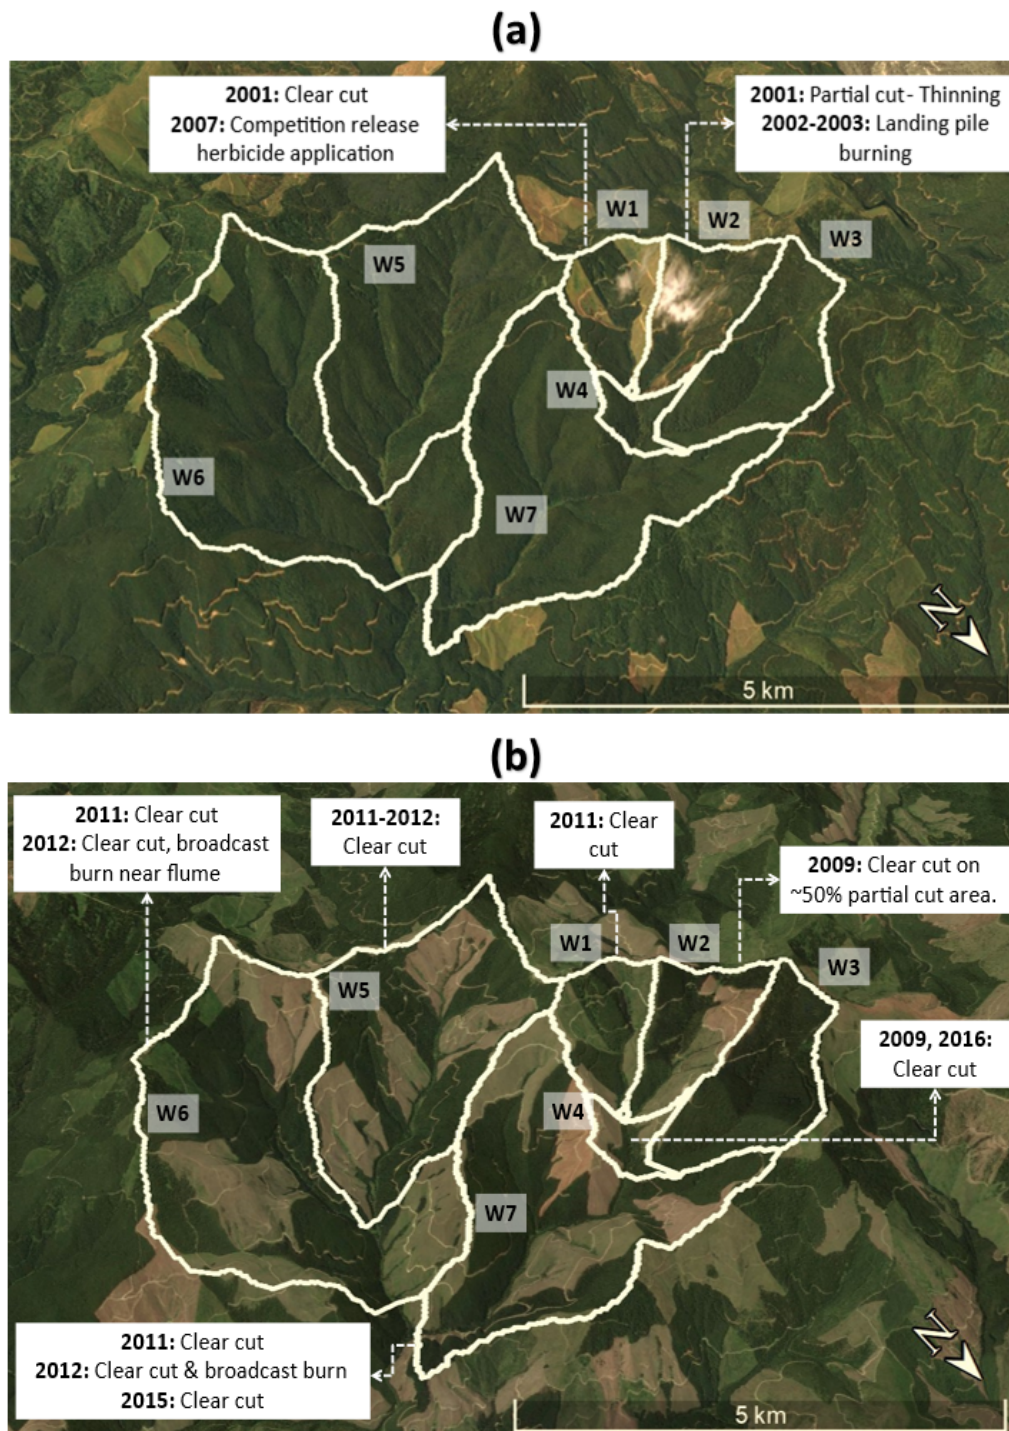 (a)
2001: Clear cut
2007: Competition release
herbicide application
2001: Partial cut - Thinning
2002-2003: Landing pile
burning
W1
W2
W3
W5
W4
W6
W7
N
5 km
(b)
2011: Clear cut
2012: Clear cut, broadcast
burn near flume
2011-2012:
Clear cut
2011: Clear
cut
2009: Clear cut on
~50% partial cut area.
W1
W2
W3
W5
2009, 2016:
Clear cut
W6
W4
W7
2011: Clear cut
2012: Clear cut & broadcast burn
2015: Clear cut
N
5 km